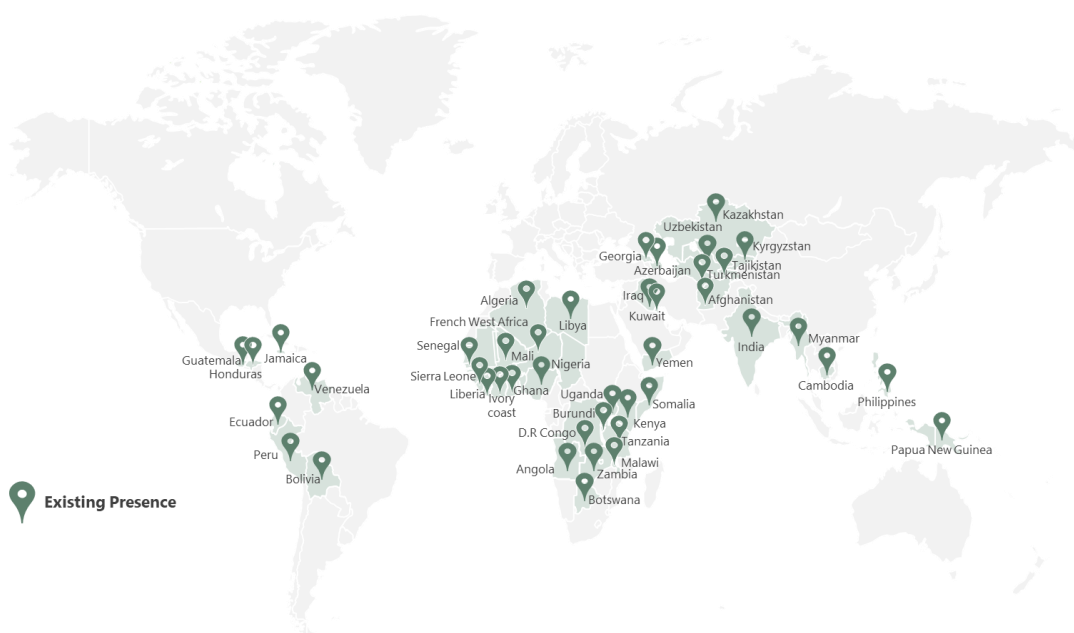 Kazakhstan
Uzbekistan
Kyrgyzstan
Georgia
Tajikistan
Azerbaijan
Turkmenistan
Algeria
Iraq
Afghanistan
Kuwait
French West Africa
Libya
Senegal
India
Myanmar
Guatemala
Jamaica
Mali
Nigeria
Yemen
Honduras
Sierra Leone
Cambodia
Venezuela
Liberia
Ivory
coast
Ghana
Uganda
Somalia
Philippines
Burundi
Ecuador
Kenya
D.R Congo
Tanzania
Papua New Guinea
Peru
Malawi
Angola
Zambia
Bolivia
Botswana
Existing Presence